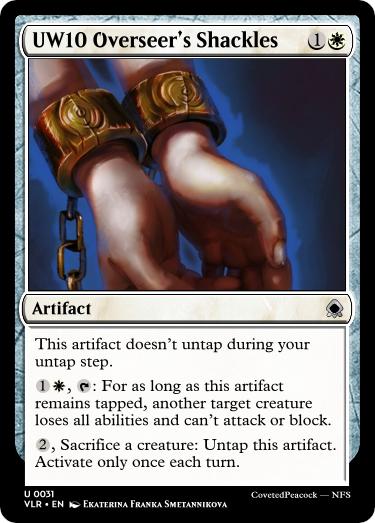 UW10 Overseer's Shackles 1
Artifact
This artifact doesn't untap during your
untap step.
1 , : For as long as this artifact
remains tapped, another target creature
loses all abilities and can't attack or block.
2, Sacrifice a creature: Untap this artifact.
Activate only once each turn.
U 0031
VLR • EN Ekaterina Franka Smetannikova
CovetedPeacock — NFS